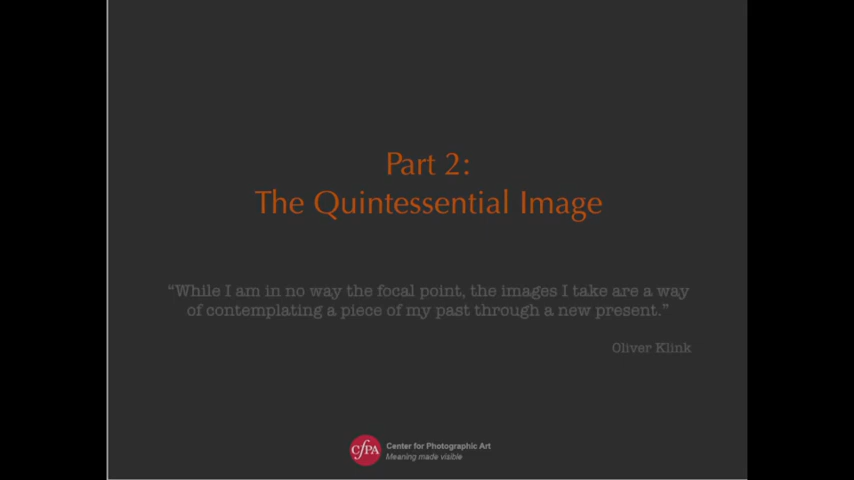 Part 2:
The Quintessential Image
“While I am in no way the focal point, the images I take are a way
of contemplating a piece of my past through a new present.”
Oliver Klink
CfPA
Center for Photographic Art
Meaning made visible